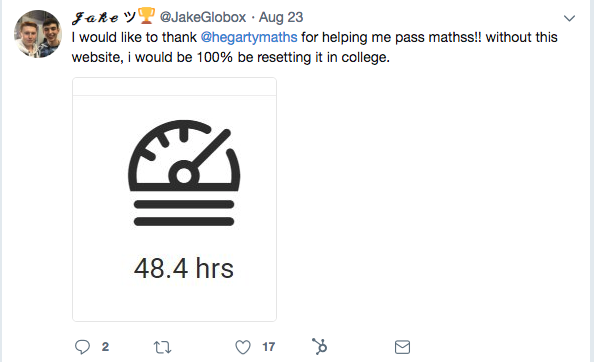 𝒥𝒶𝓀𝑒 ツ🏆 @JakeGlobox · Aug 23
I would like to thank @hegartymaths for helping me pass mathss!! without this
website, i would be 100% be resetting it in college.
48.4 hrs
2 17